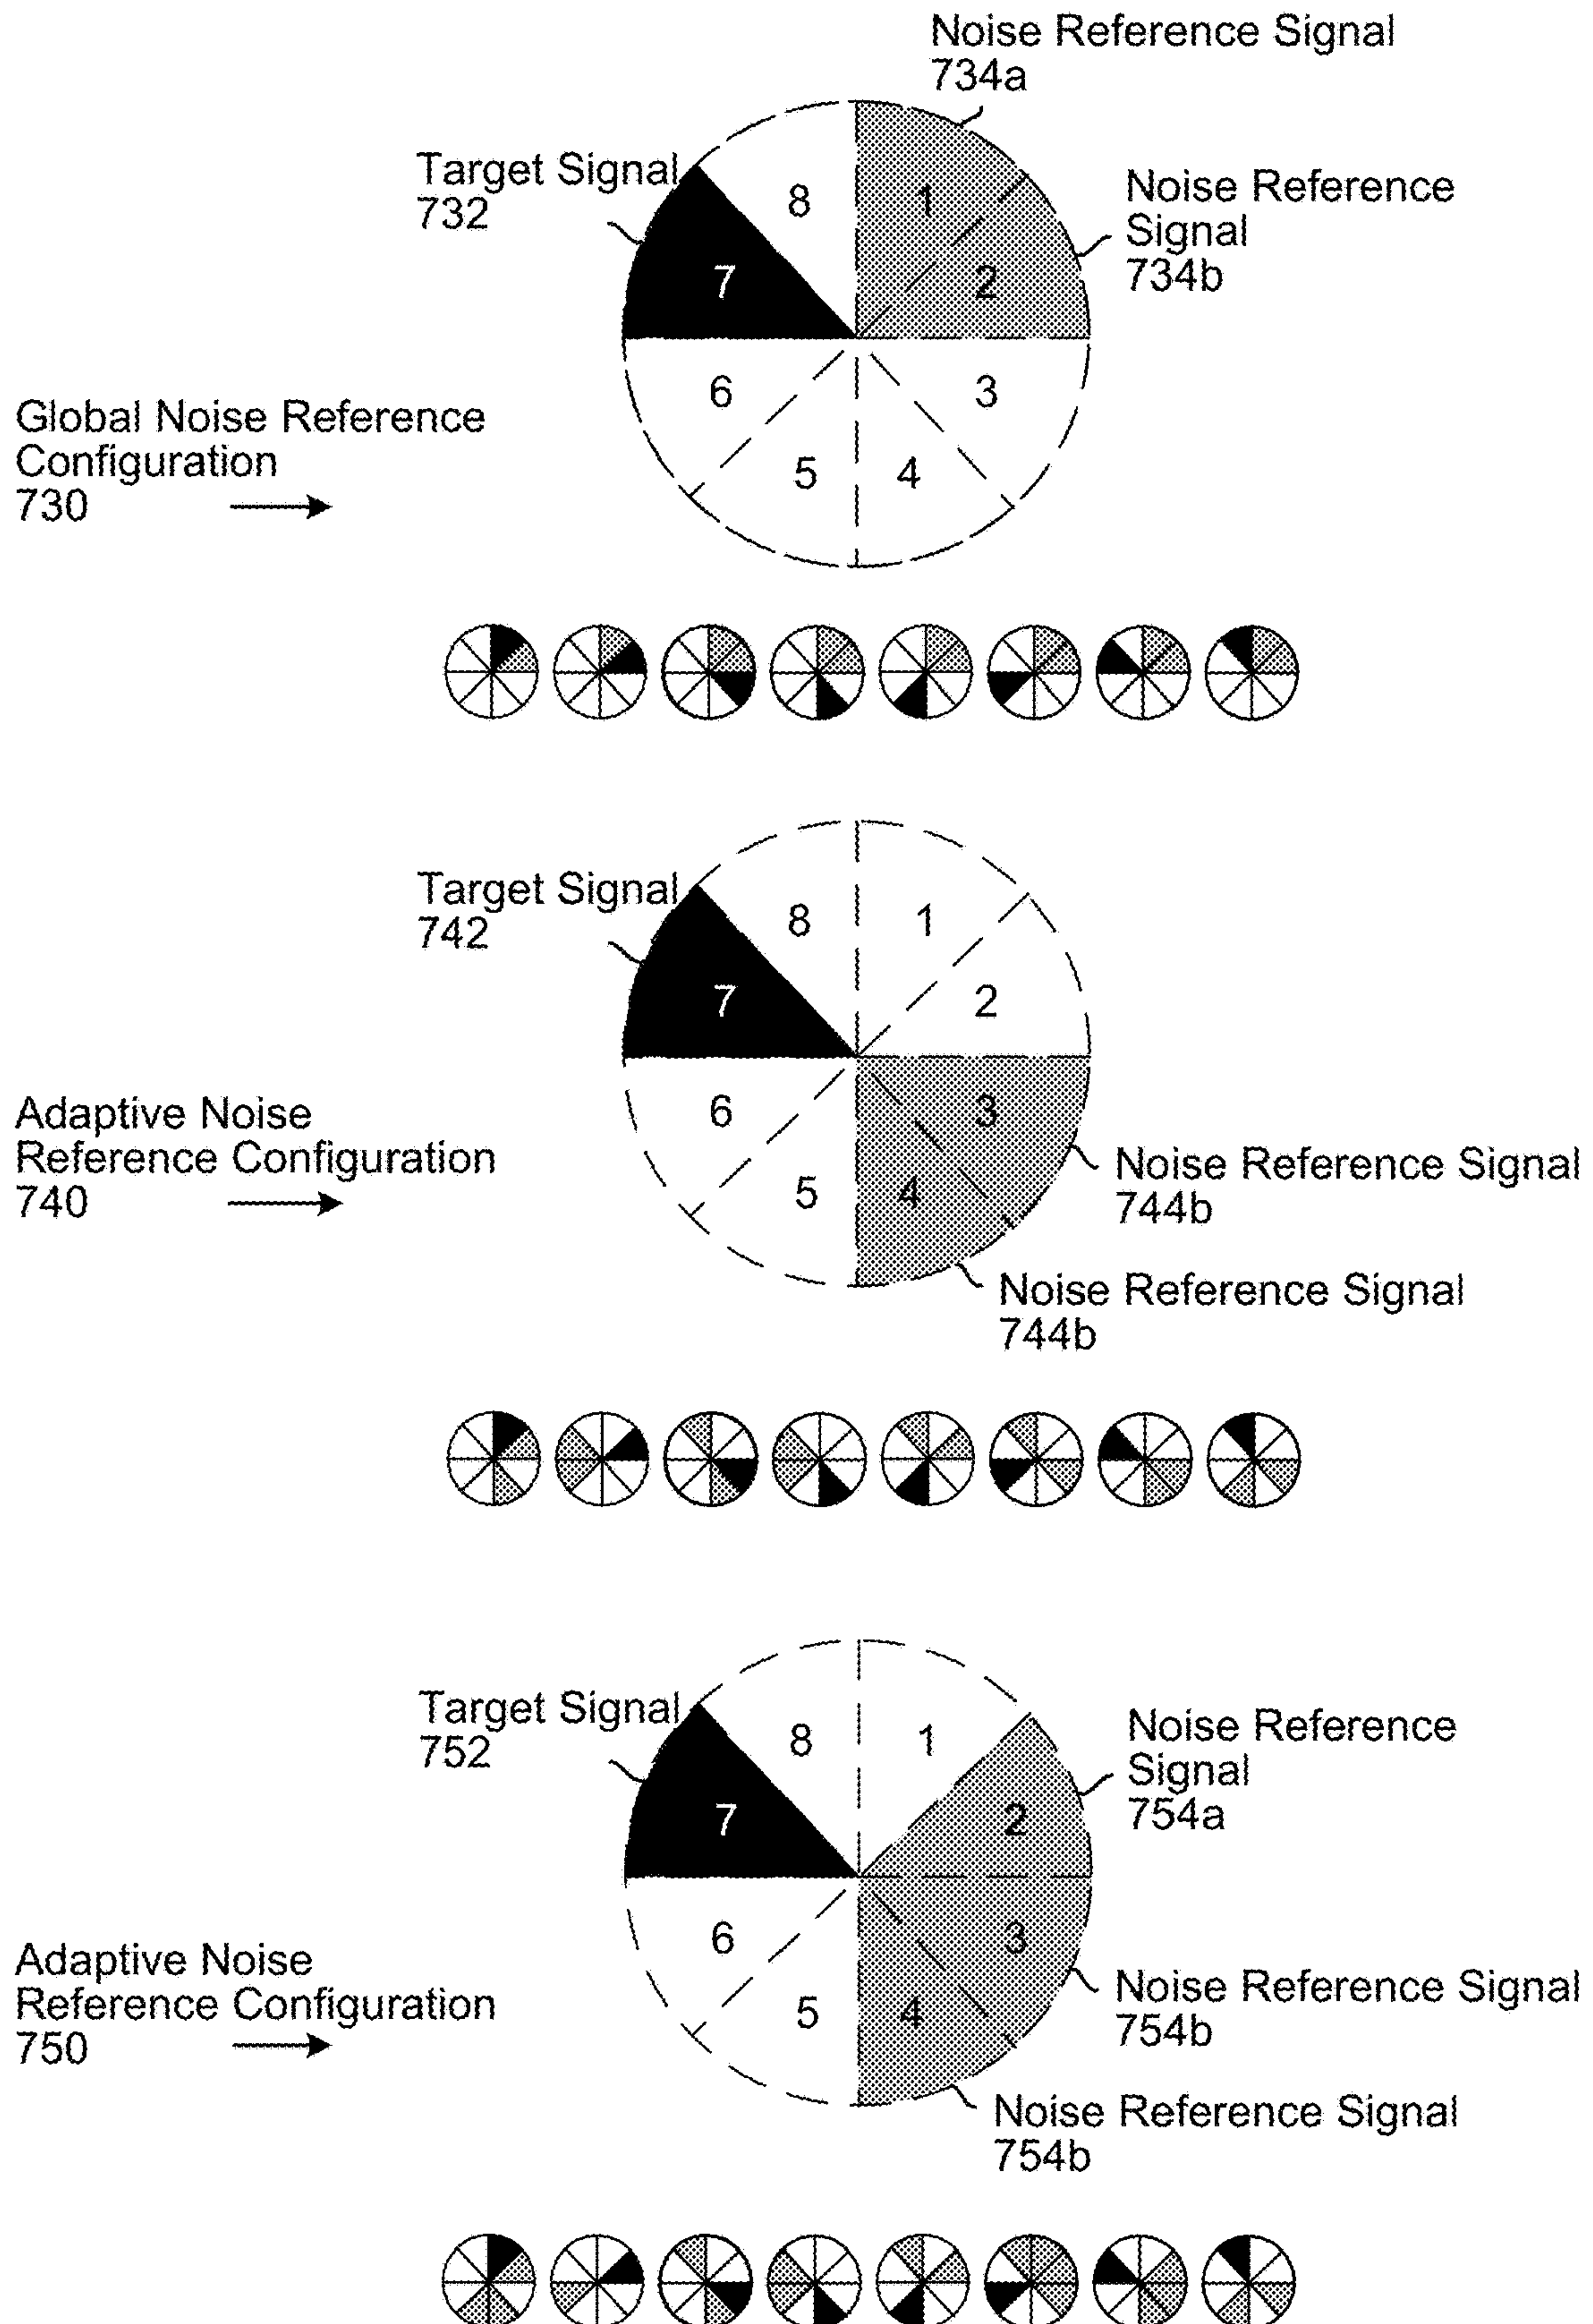 Noise Reference Signal
734a
Target Signal
732
Noise Reference
Signal
734b
8
1
7
2
6
3
5
4
Global Noise Reference
Configuration
730
Target Signal
742
8
1
7
2
6
3
5
4
Adaptive Noise
Reference Configuration
740
Noise Reference Signal
744b
Noise Reference Signal
744b
Target Signal
752
8
1
Noise Reference
Signal
754a
7
2
6
3
5
4
Adaptive Noise
Reference Configuration
750
Noise Reference Signal
754b
Noise Reference Signal
754b